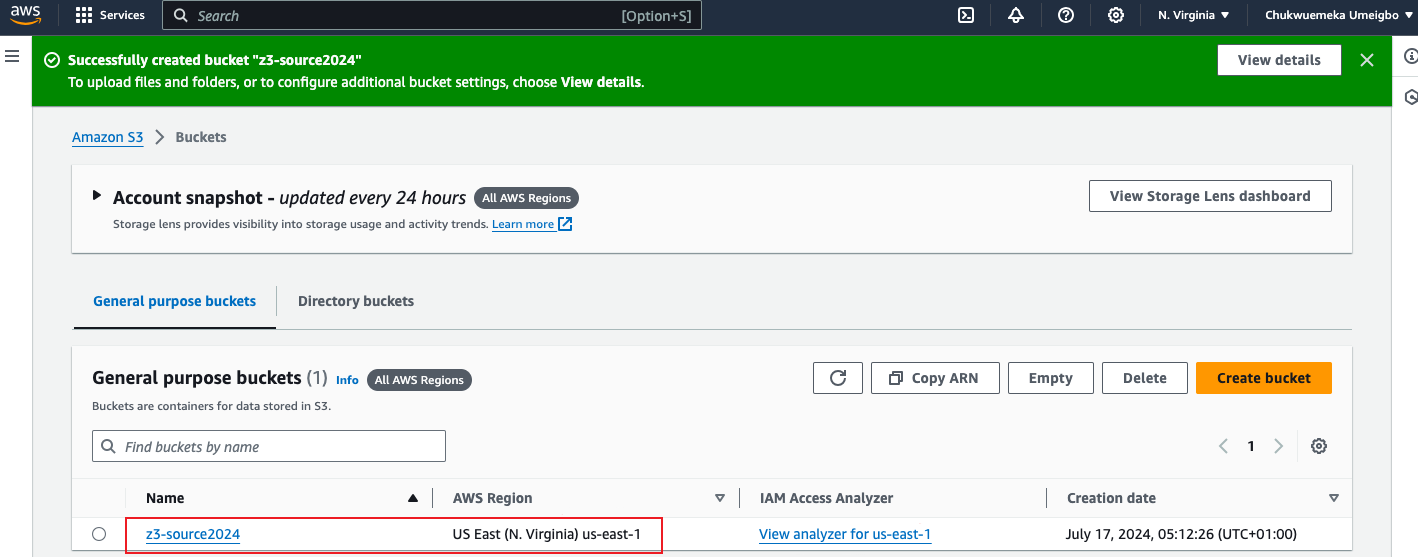 aws Services Search [Option+S] N. Virginia Chukwuemeka Umeigbo
Successfully created bucket "z3-source2024" View details
To upload files and folders, or to configure additional bucket settings, choose View details.
Amazon S3 Buckets
Account snapshot - updated every 24 hours All AWS Regions View Storage Lens dashboard
Storage lens provides visibility into storage usage and activity trends. Learn more
General purpose buckets Directory buckets
General purpose buckets (1) Info All AWS Regions Copy ARN Empty Delete Create bucket
Buckets are containers for data stored in S3.
Find buckets by name 1
Name AWS Region IAM Access Analyzer Creation date
z3-source2024 US East (N. Virginia) us-east-1 View analyzer for us-east-1 July 17, 2024, 05:12:26 (UTC+01:00)